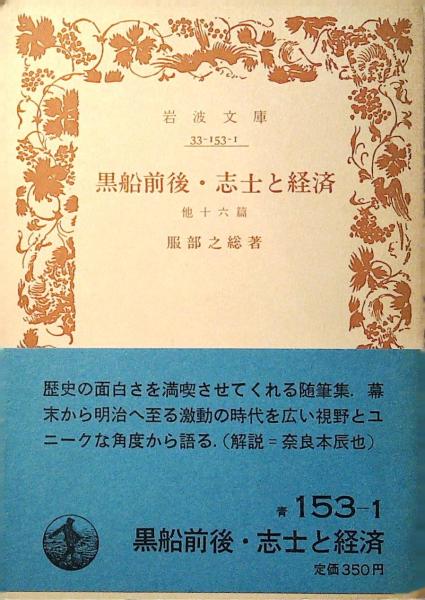 岩波文庫
33-153-1
黒船前後・志士と経済
他十六篇
服部之総著
歴史の面白さを満喫させてくれる随筆集. 幕
末から明治へ至る激動の時代を広い視野とユ
ニークな角度から語る.(解説=奈良本辰也)
青 153-1
黒船前後・志士と経済
定価350円